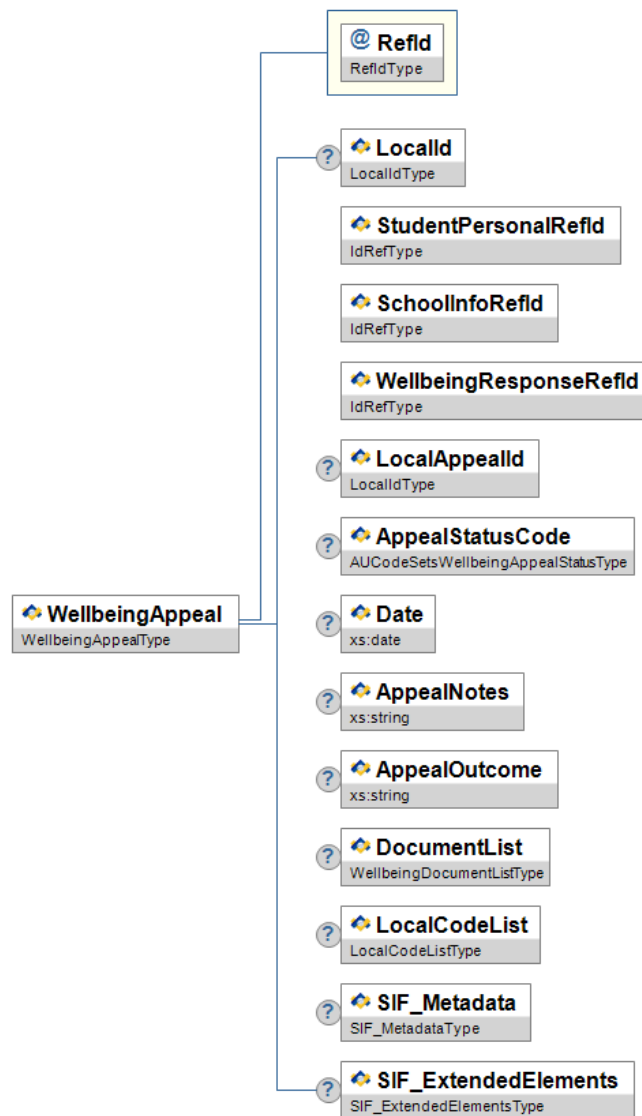 @ RefId
RefIdType
? LocalId
LocalIdType
StudentPersonalRefId
IdRefType
SchoolInfoRefId
IdRefType
WellbeingResponseRefId
IdRefType
? LocalAppealId
LocalIdType
? AppealStatusCode
AUCodeSetsWellbeingAppealStatusType
WellbeingAppeal
WellbeingAppealType
? Date
xs:date
? AppealNotes
xs:string
? AppealOutcome
xs:string
? DocumentList
WellbeingDocumentListType
? LocalCodeList
LocalCodeListType
? SIF_Metadata
SIF_MetadataType
? SIF_ExtendedElements
SIF_ExtendedElementsType